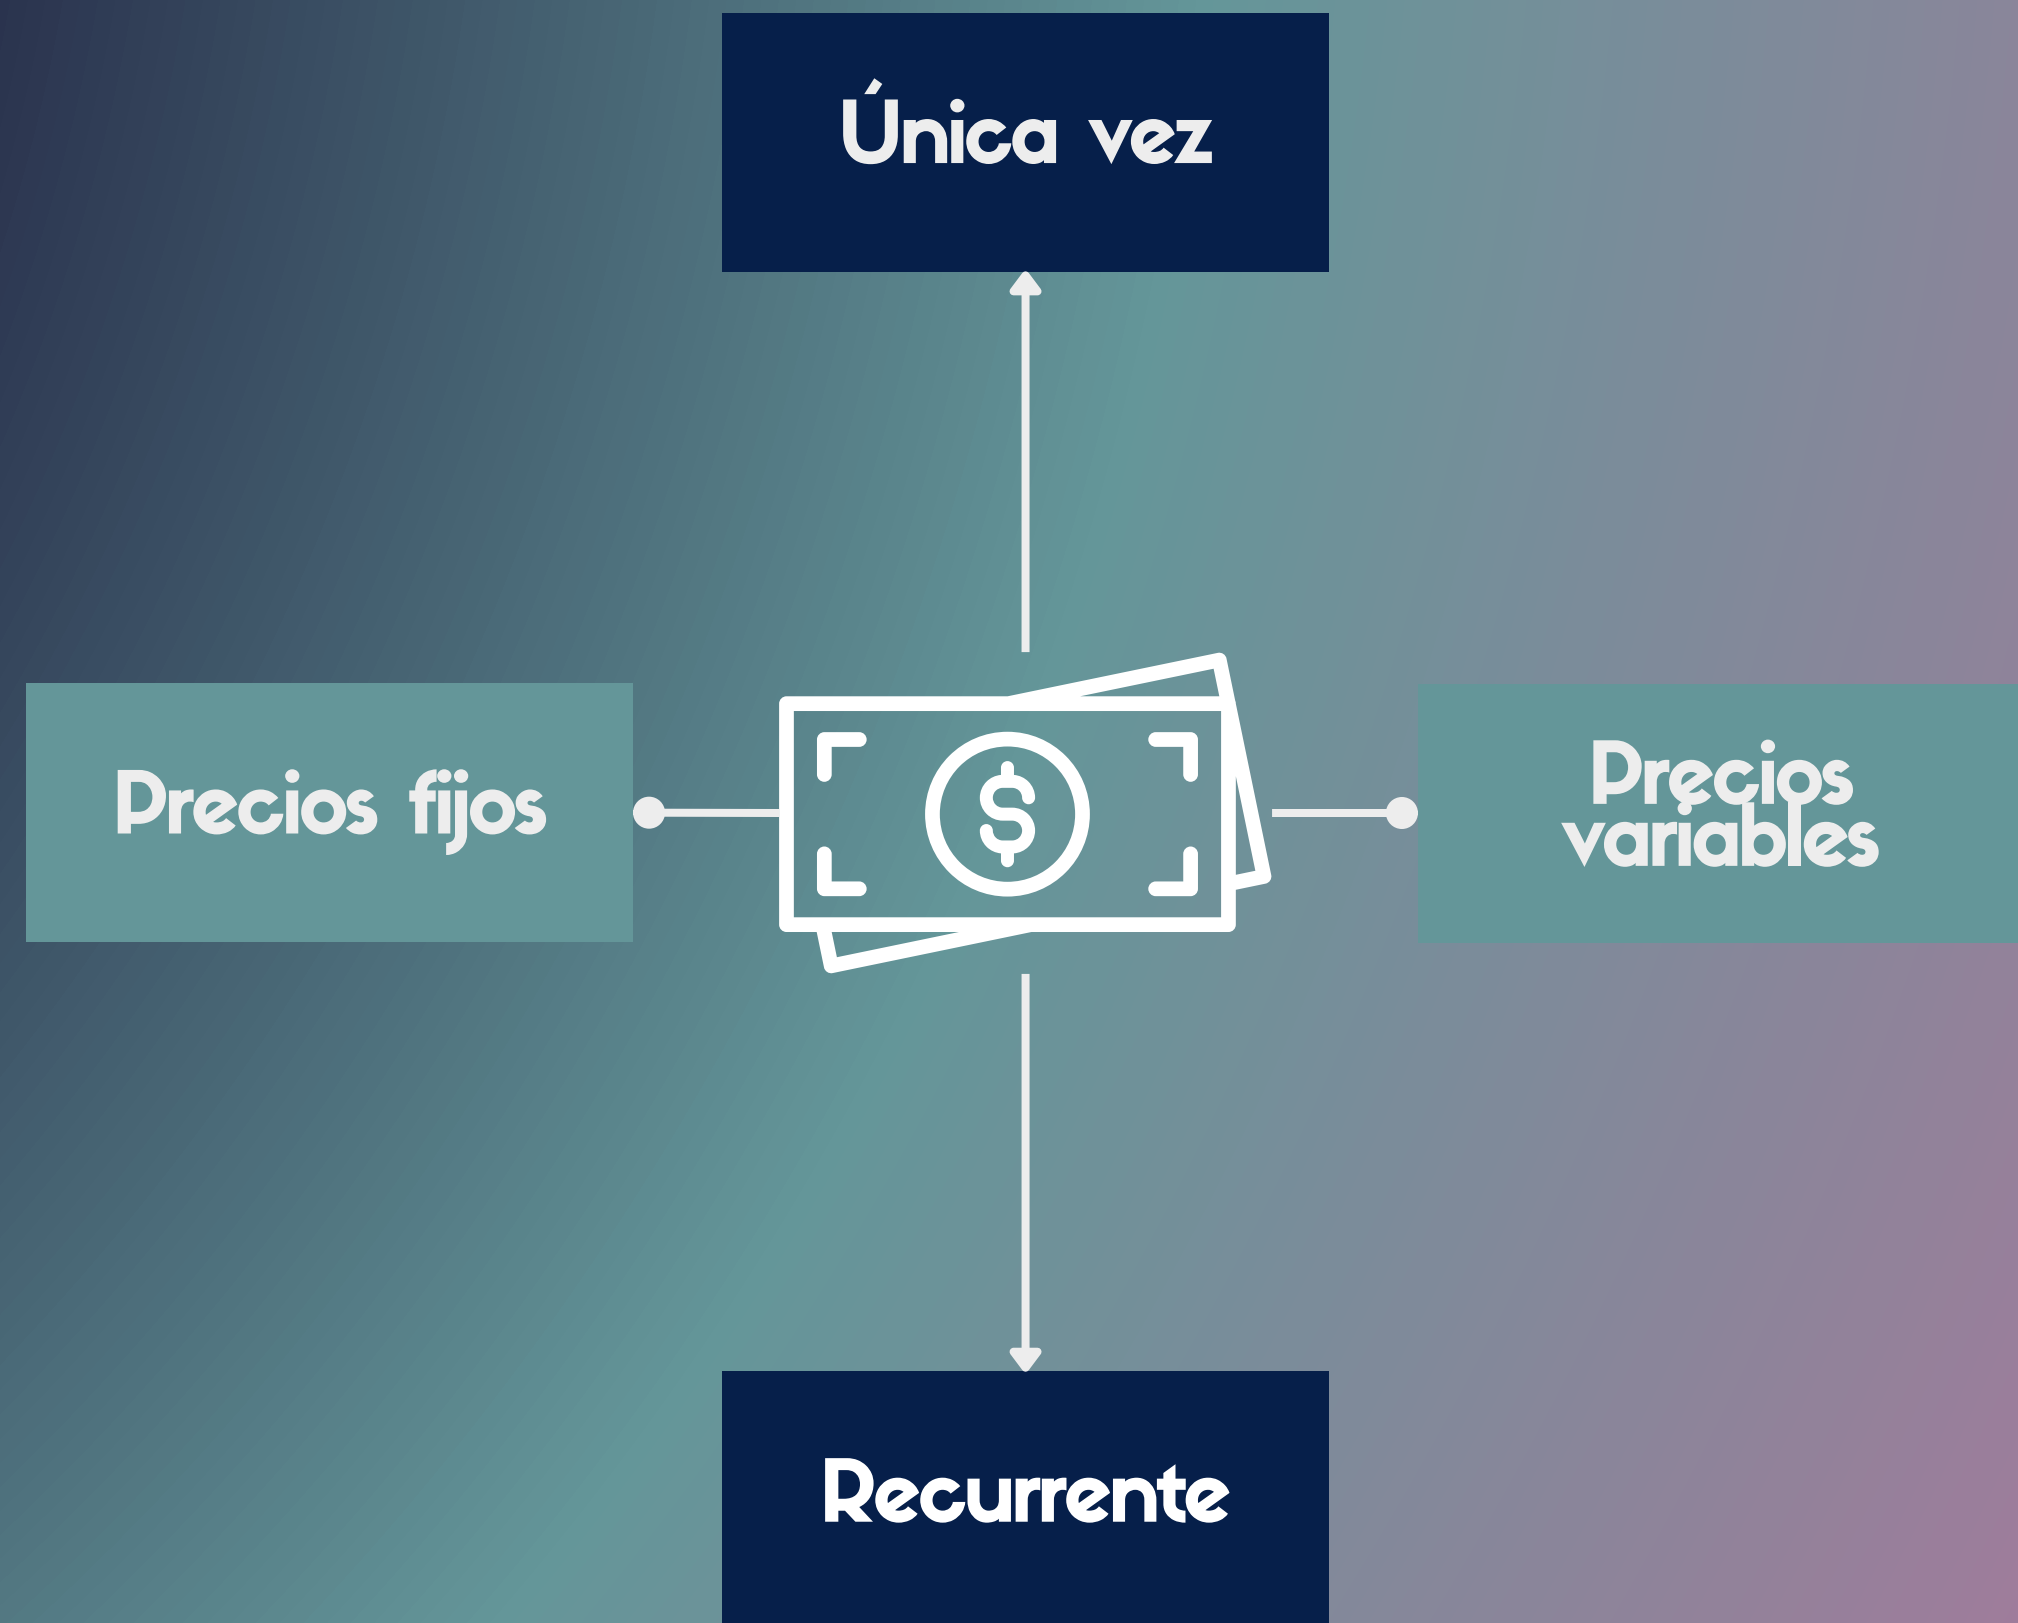 Única vez
Precios fijos
$
Precios
variables
Recurrente